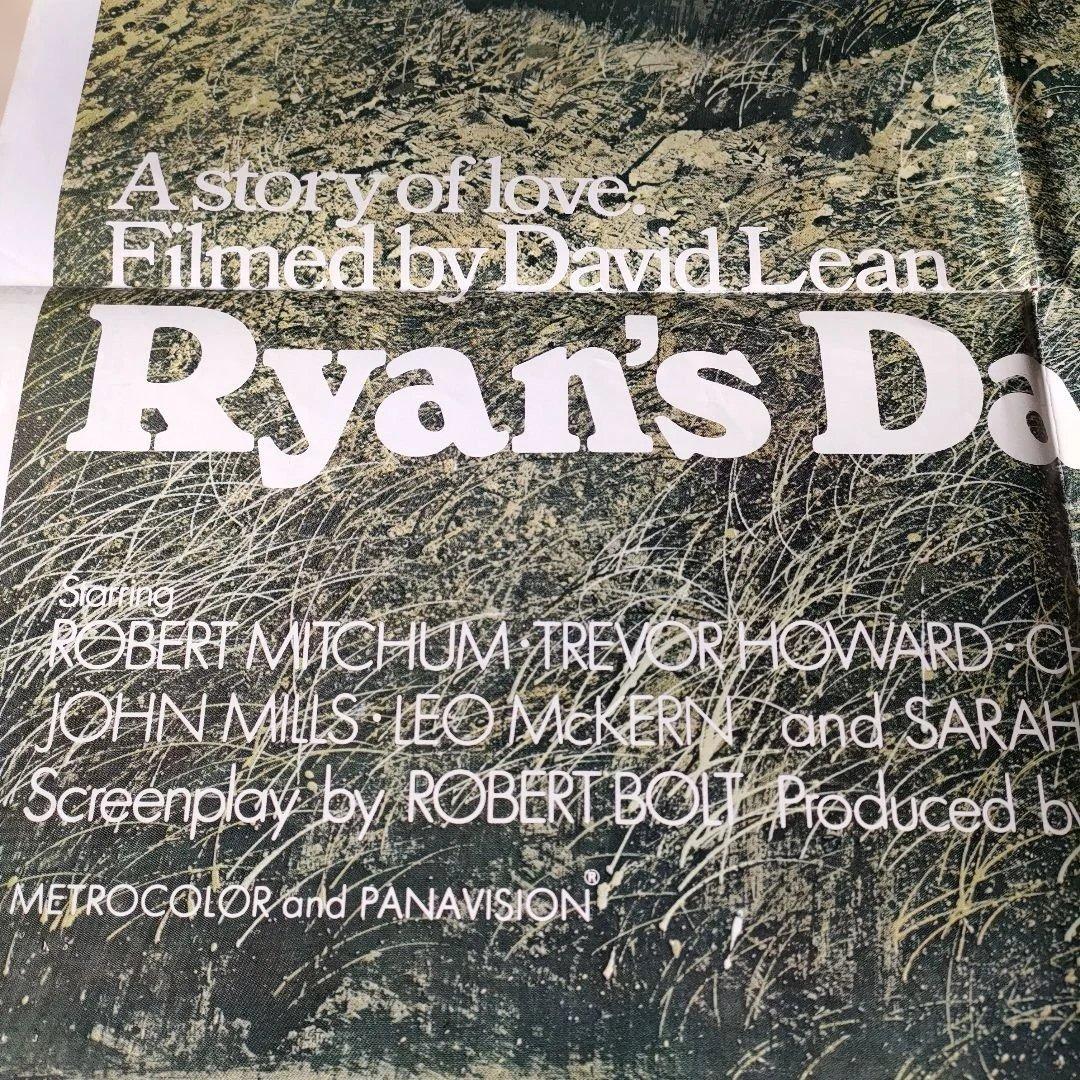 A story of love.
Filmed by David Lean
Ryan's Da
Starring
ROBERT MITCHUM · TREVOR HOWARD · CH
JOHN MILLS · LEO McKERN and SARAH
Screenplay by ROBERT BOLT Produced by
METROCOLOR and PANAVISION®